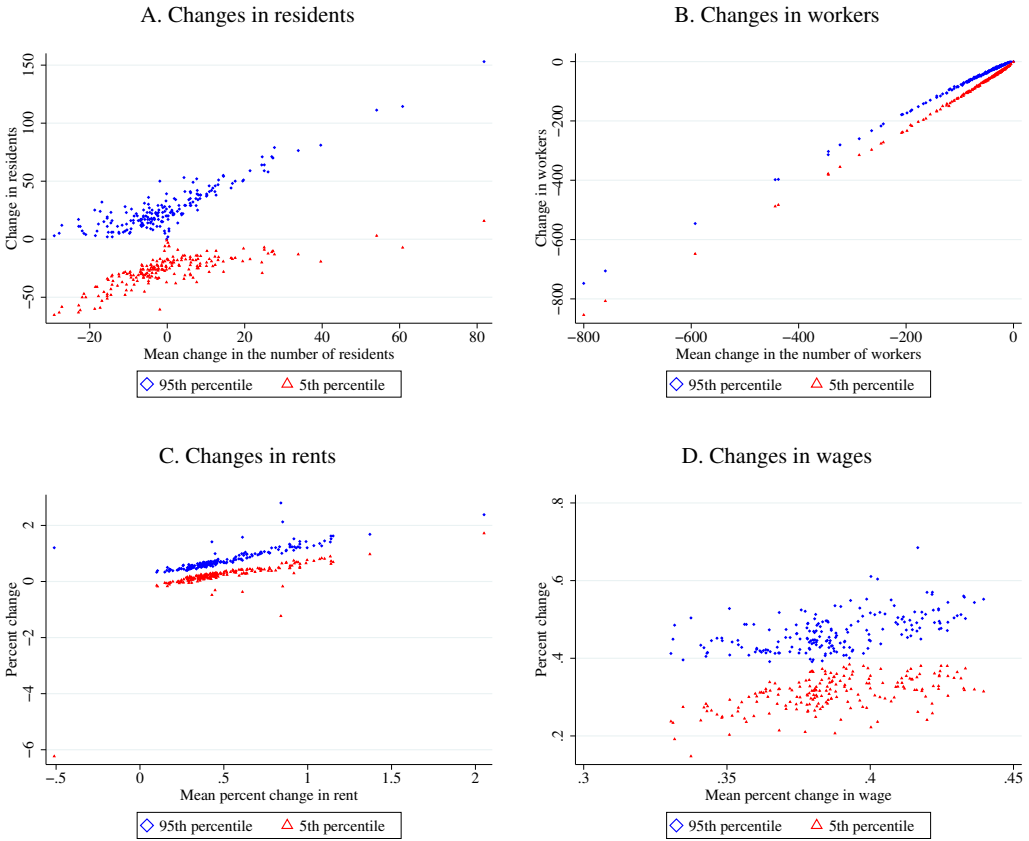 A. Changes in residents
Change in residents
150
100
50
0
−50
−20
0
20
40
60
80
Mean change in the number of residents
95th percentile
5th percentile
B. Changes in workers
Change in workers
0
−200
−400
−600
−800
−800
−600
−400
−200
0
Mean change in the number of workers
95th percentile
5th percentile
C. Changes in rents
Percent change
2
0
−2
−4
−6
−.5
0
.5
1
1.5
2
Mean percent change in rent
95th percentile
5th percentile
D. Changes in wages
Percent change
.8
.6
.4
.2
.3
.35
.4
.45
Mean percent change in wage
95th percentile
5th percentile